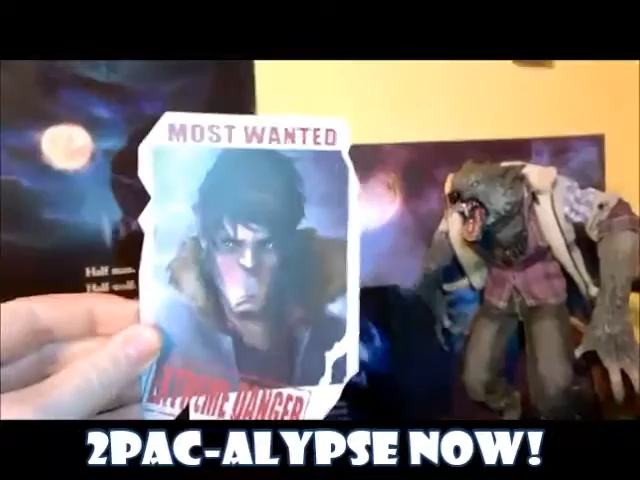 MOST WANTED
Half man.
Half wolf.
EXTREME DANGER
2PAC-ALYPSE NOW!